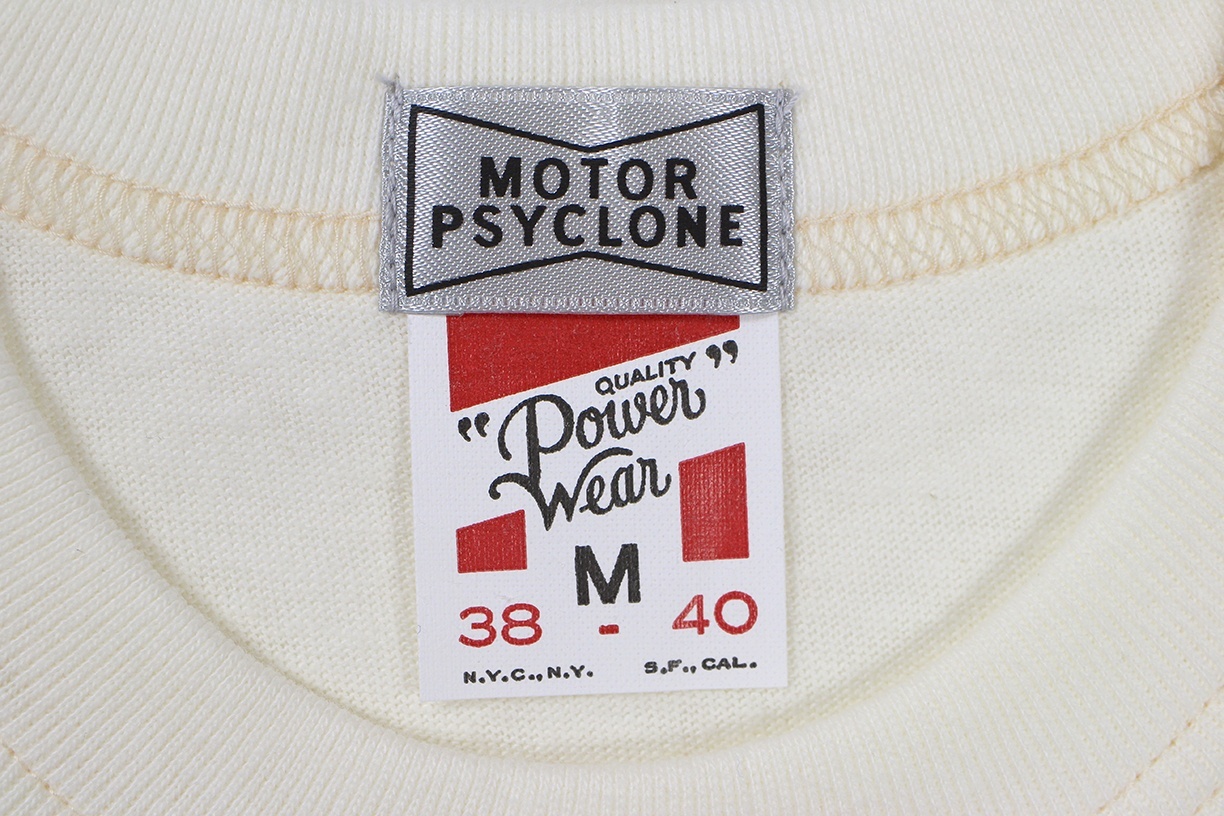 MOTOR
PSYCLONE
QUALITY
“Power”
Wear
M
38 - 40
N.Y.C., N.Y. S.F., CAL.